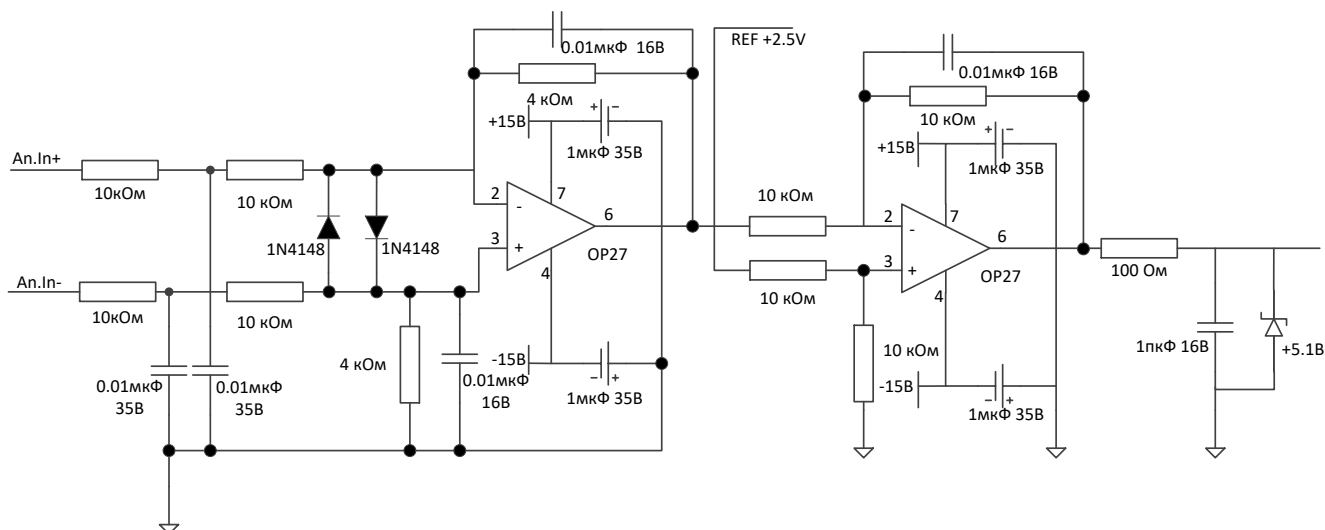 0.01мкФ 16В
4 кОм
+15В
+ -
1мкФ 35В
An.In+
10кОм
10 кОм
1N4148
1N4148
2
-
7
6
3
+
4
OP27
An.In-
10кОм
10 кОм
4 кОм
0.01мкФ
35В
0.01мкФ
35В
0.01мкФ
16В
-15В
- +
1мкФ 35В
REF +2.5V
0.01мкФ 16В
10 кОм
+15В
+ -
1мкФ 35В
10 кОм
10 кОм
2
-
7
6
3
+
4
OP27
10 кОм
-15В
- +
1мкФ 35В
100 Ом
1пкФ 16В
+5.1В